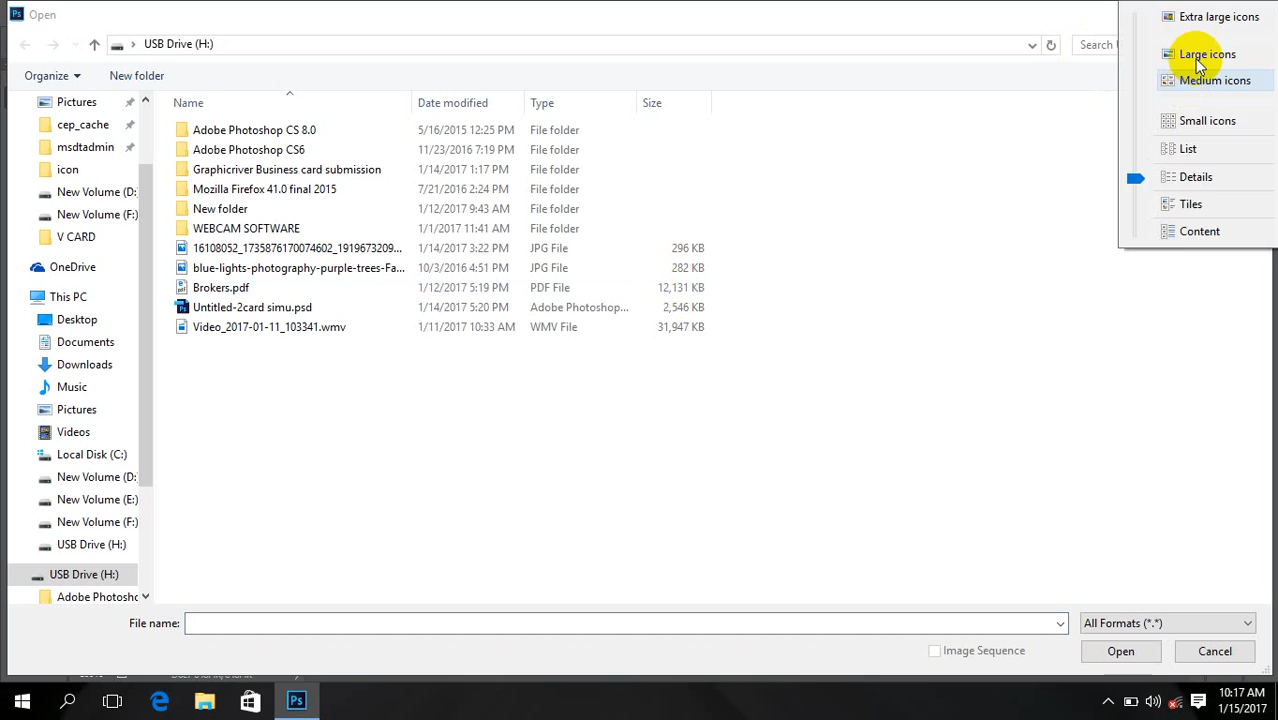 Open
USB Drive (H:)
Search U
Organize
New folder
Extra large icons
Large icons
Medium icons
Small icons
List
Details
Tiles
Content
Pictures
cep_cache
msdtadmin
icon
New Volume (D:
New Volume (F:
V CARD
OneDrive
This PC
Desktop
Documents
Downloads
Music
Pictures
Videos
Local Disk (C:)
New Volume (D:
New Volume (E:)
New Volume (F:)
USB Drive (H:)
USB Drive (H:)
Adobe Photosho
Name Date modified Type Size
Adobe Photoshop CS 8.0 5/16/2015 12:25 PM File folder
Adobe Photoshop CS6 11/23/2016 7:19 PM File folder
Graphicriver Business card submission 1/14/2017 1:17 PM File folder
Mozilla Firefox 41.0 final 2015 7/21/2016 2:24 PM File folder
New folder 1/12/2017 9:43 AM File folder
WEBCAM SOFTWARE 1/1/2017 11:41 AM File folder
16108052_1735876170074602_1919673209... 1/14/2017 3:22 PM JPG File 296 KB
blue-lights-photography-purple-trees-Fa... 10/3/2016 4:51 PM JPG File 282 KB
Brokers.pdf 1/12/2017 5:19 PM PDF File 12,131 KB
Untitled-2card simu.psd 1/14/2017 5:20 PM Adobe Photoshop... 2,546 KB
Video_2017-01-11_103341.wmv 1/11/2017 10:33 AM WMV File 31,947 KB
File name:
All Formats (*.*)
Image Sequence
Open
Cancel
10:17 AM
1/15/2017